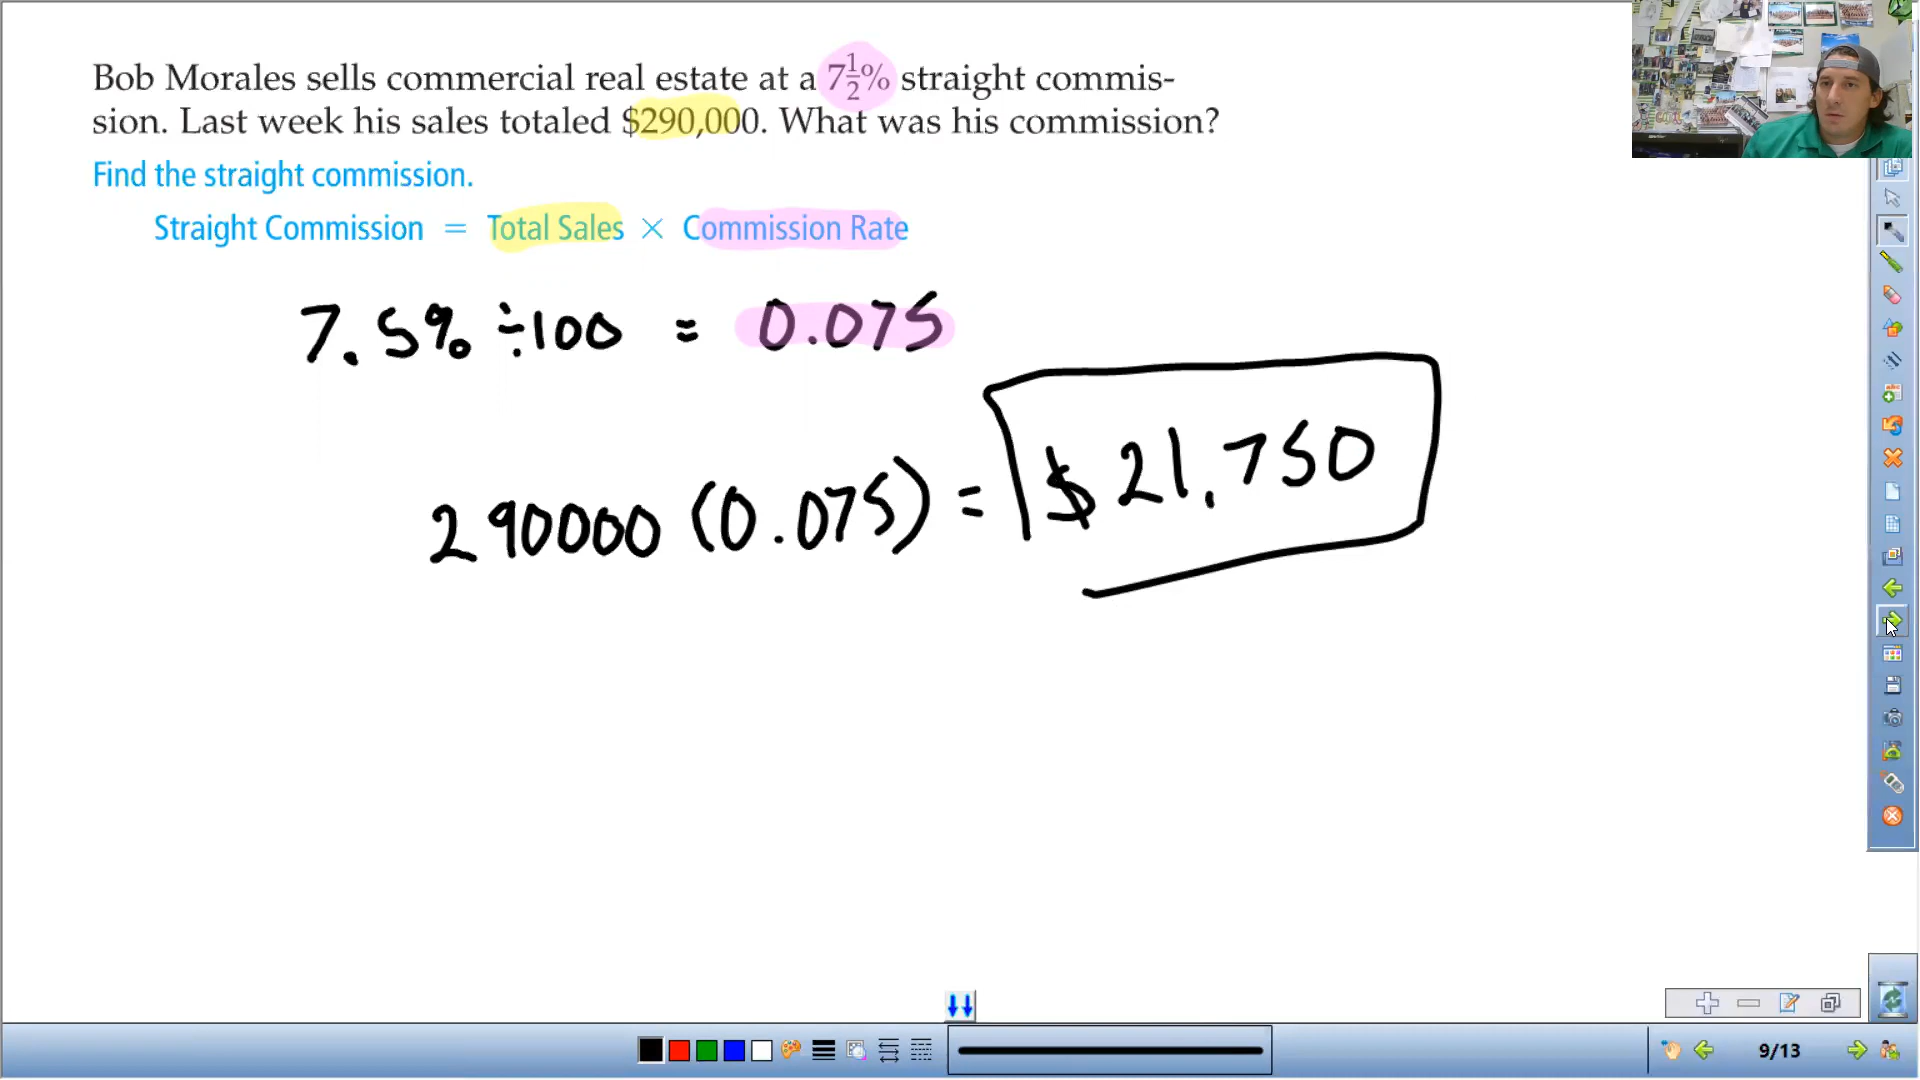 Bob Morales sells commercial real estate at a 7½% straight commis-
sion. Last week his sales totaled $290,000. What was his commission?
Find the straight commission.
Straight Commission = Total Sales × Commission Rate
7.5% ÷100 = 0.075
290000 (0.075) = $21,750
9/13